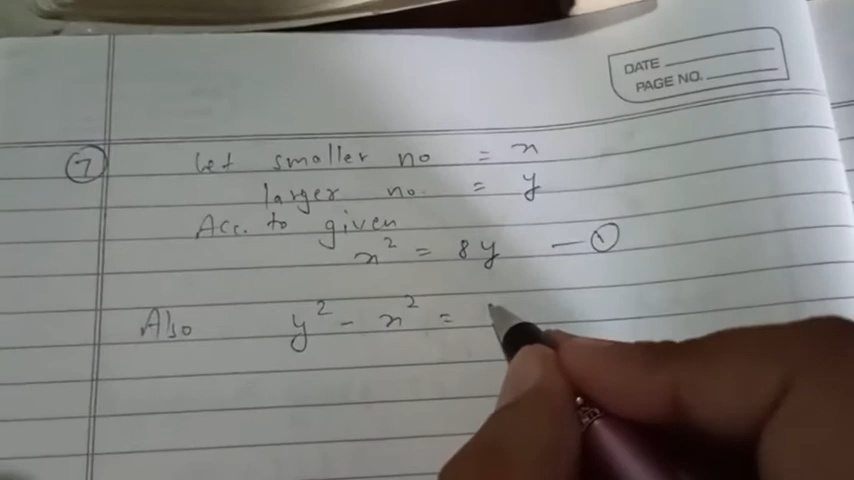 DATE
PAGE NO.
⑦ Let smaller no = x
larger no. = y
Acc. to given
x² = 8y — ①
Also y² - x² =